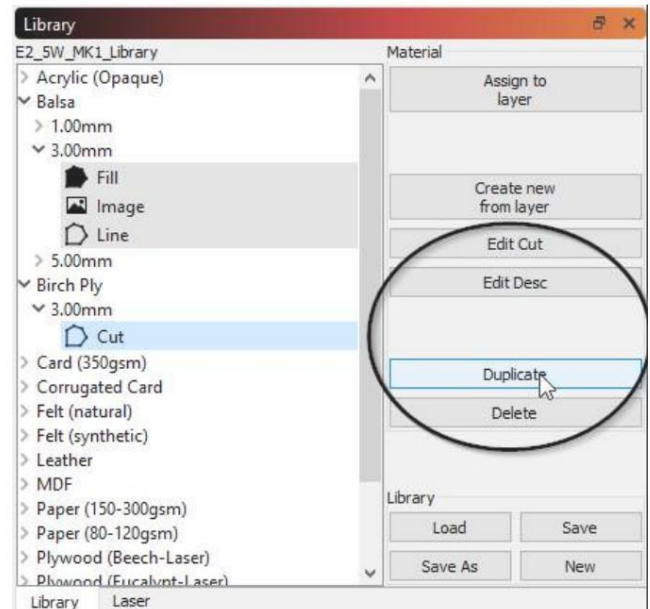 Library
E2_5W_MK1_Library
Material
Acrylic (Opaque)
Balsa
1.00mm
3.00mm
Fill
Image
Line
5.00mm
Birch Ply
3.00mm
Cut
Card (350gsm)
Corrugated Card
Felt (natural)
Felt (synthetic)
Leather
MDF
Paper (150-300gsm)
Paper (80-120gsm)
Plywood (Beech-Laser)
Plywood (Eucalypt-Laser)
Assign to
layer
Create new
from layer
Edit Cut
Edit Desc
Duplicate
Delete
Library
Load
Save
Save As
New
Library
Laser